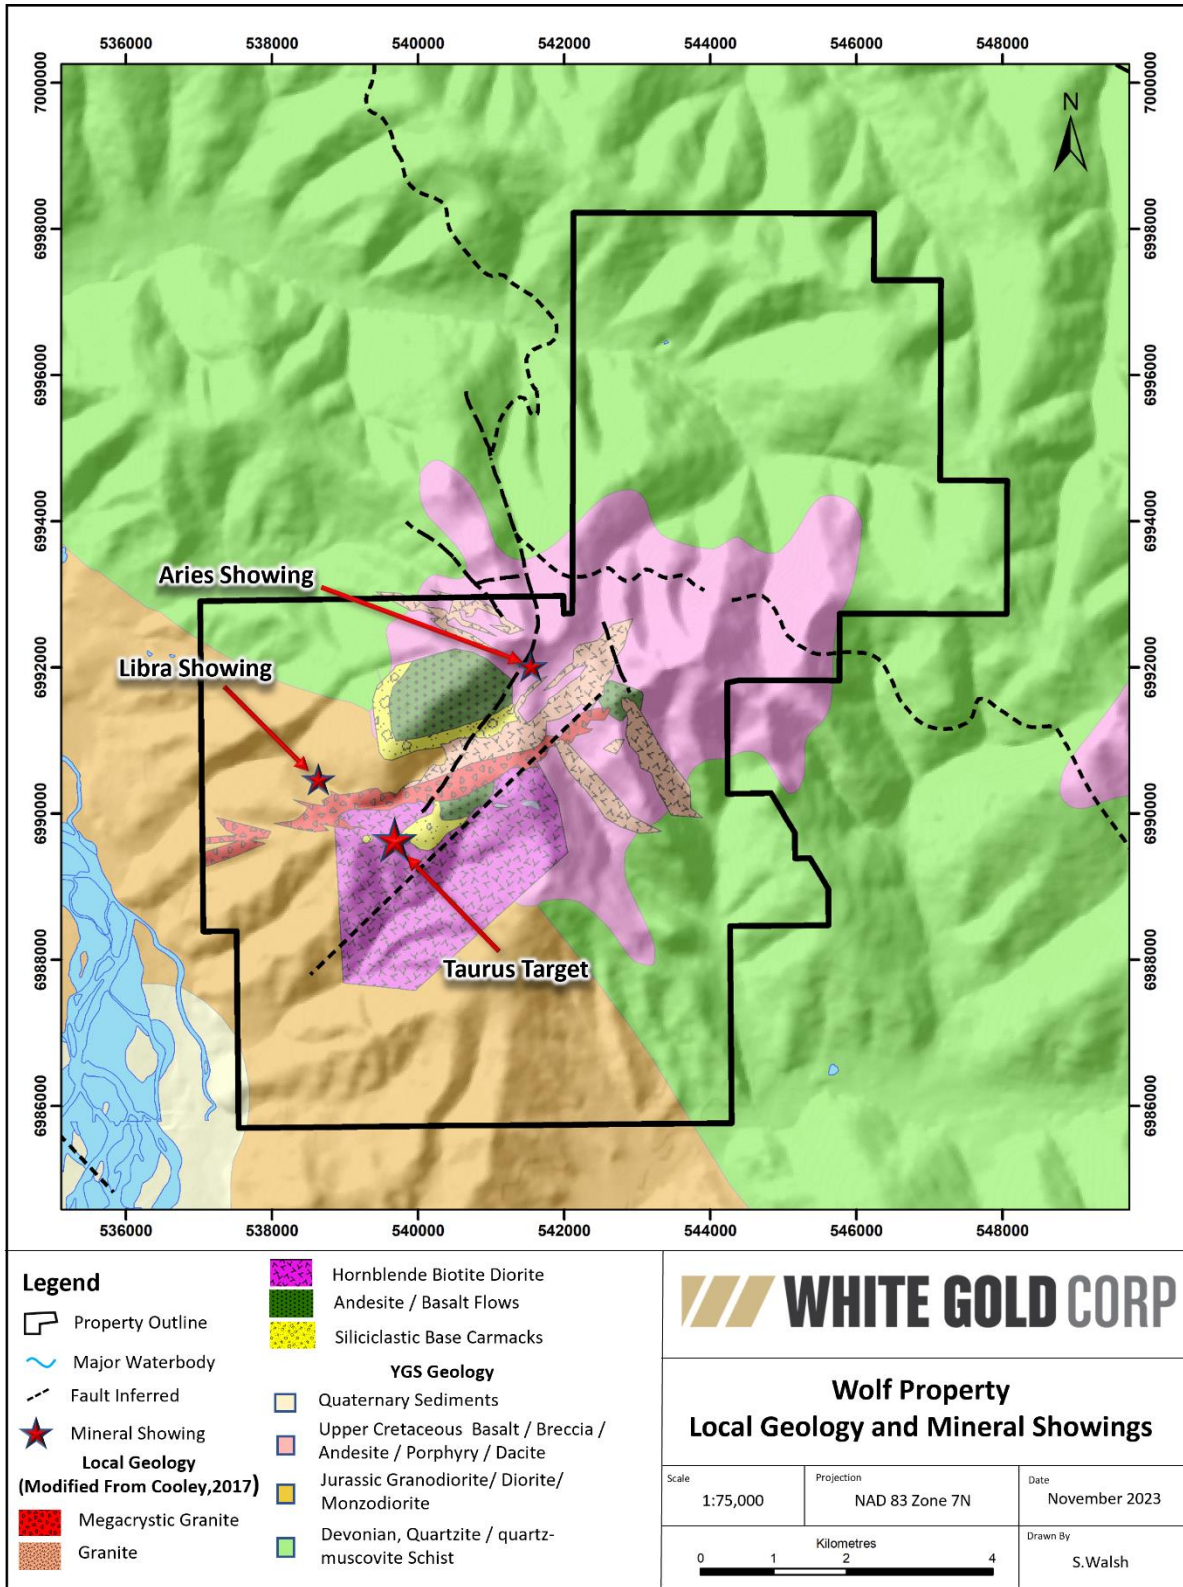 536000 538000 540000 542000 544000 546000 548000
7000000 7000000
N
6998000 6998000
6996000 6996000
6994000 6994000
Aries Showing
6992000 6992000
Libra Showing
6990000 6990000
Taurus Target
6988000 6988000
6986000 6986000
536000 538000 540000 542000 544000 546000 548000
Legend
Property Outline
Major Waterbody
Fault Inferred
Mineral Showing
Local Geology
(Modified From Cooley,2017)
Megacrystic Granite
Granite
Hornblende Biotite Diorite
Andesite / Basalt Flows
Siliciclastic Base Carmacks
YGS Geology
Quaternary Sediments
Upper Cretaceous Basalt / Breccia /
Andesite / Porphyry / Dacite
Jurassic Granodiorite/ Diorite/
Monzodiorite
Devonian, Quartzite / quartz-
muscovite Schist
WHITE GOLD CORP
Wolf Property
Local Geology and Mineral Showings
Scale
1:75,000
Projection
NAD 83 Zone 7N
Date
November 2023
Kilometres
0 1 2 4
Drawn By
S.Walsh